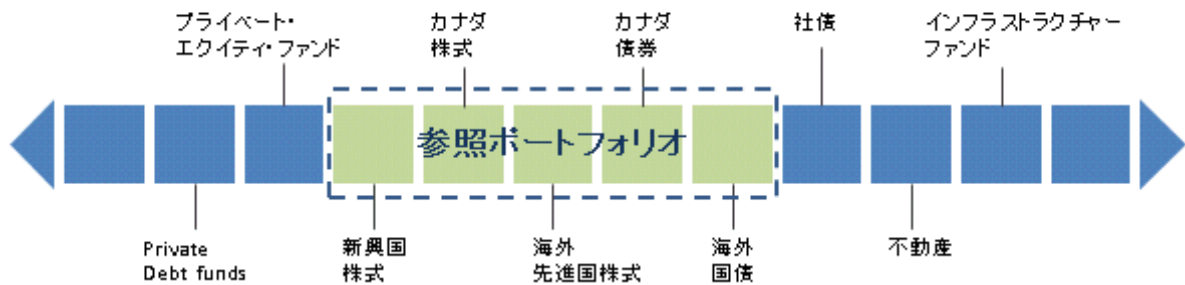 プライベート・
エクイティ・ファンド
カナダ
株式
カナダ
債券
社債
インフラストラクチャー
ファンド
参照ポートフォリオ
Private
Debt funds
新興国
株式
海外
先進国株式
海外
国債
不動産